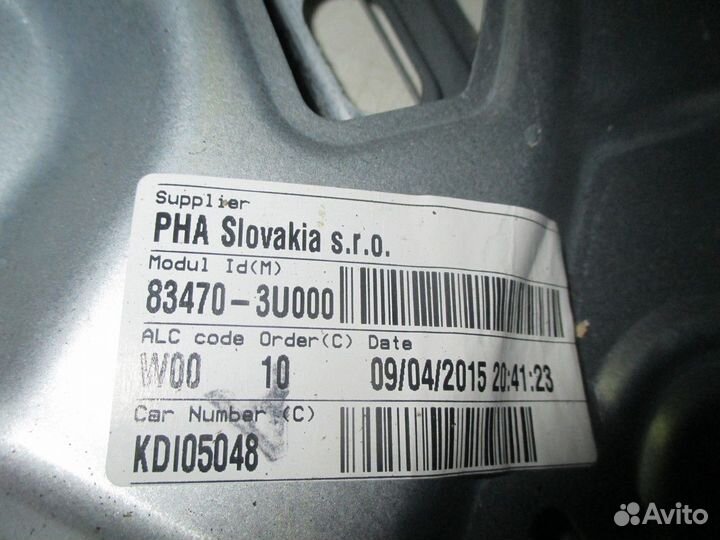 Supplier
PHA Slovakia s.r.o.
Modul Id(M)
83470-3U000
ALC code Order(C) Date
W00 10 09/04/2015 20:41:23
Car Number (C)
KDI05048
Avito